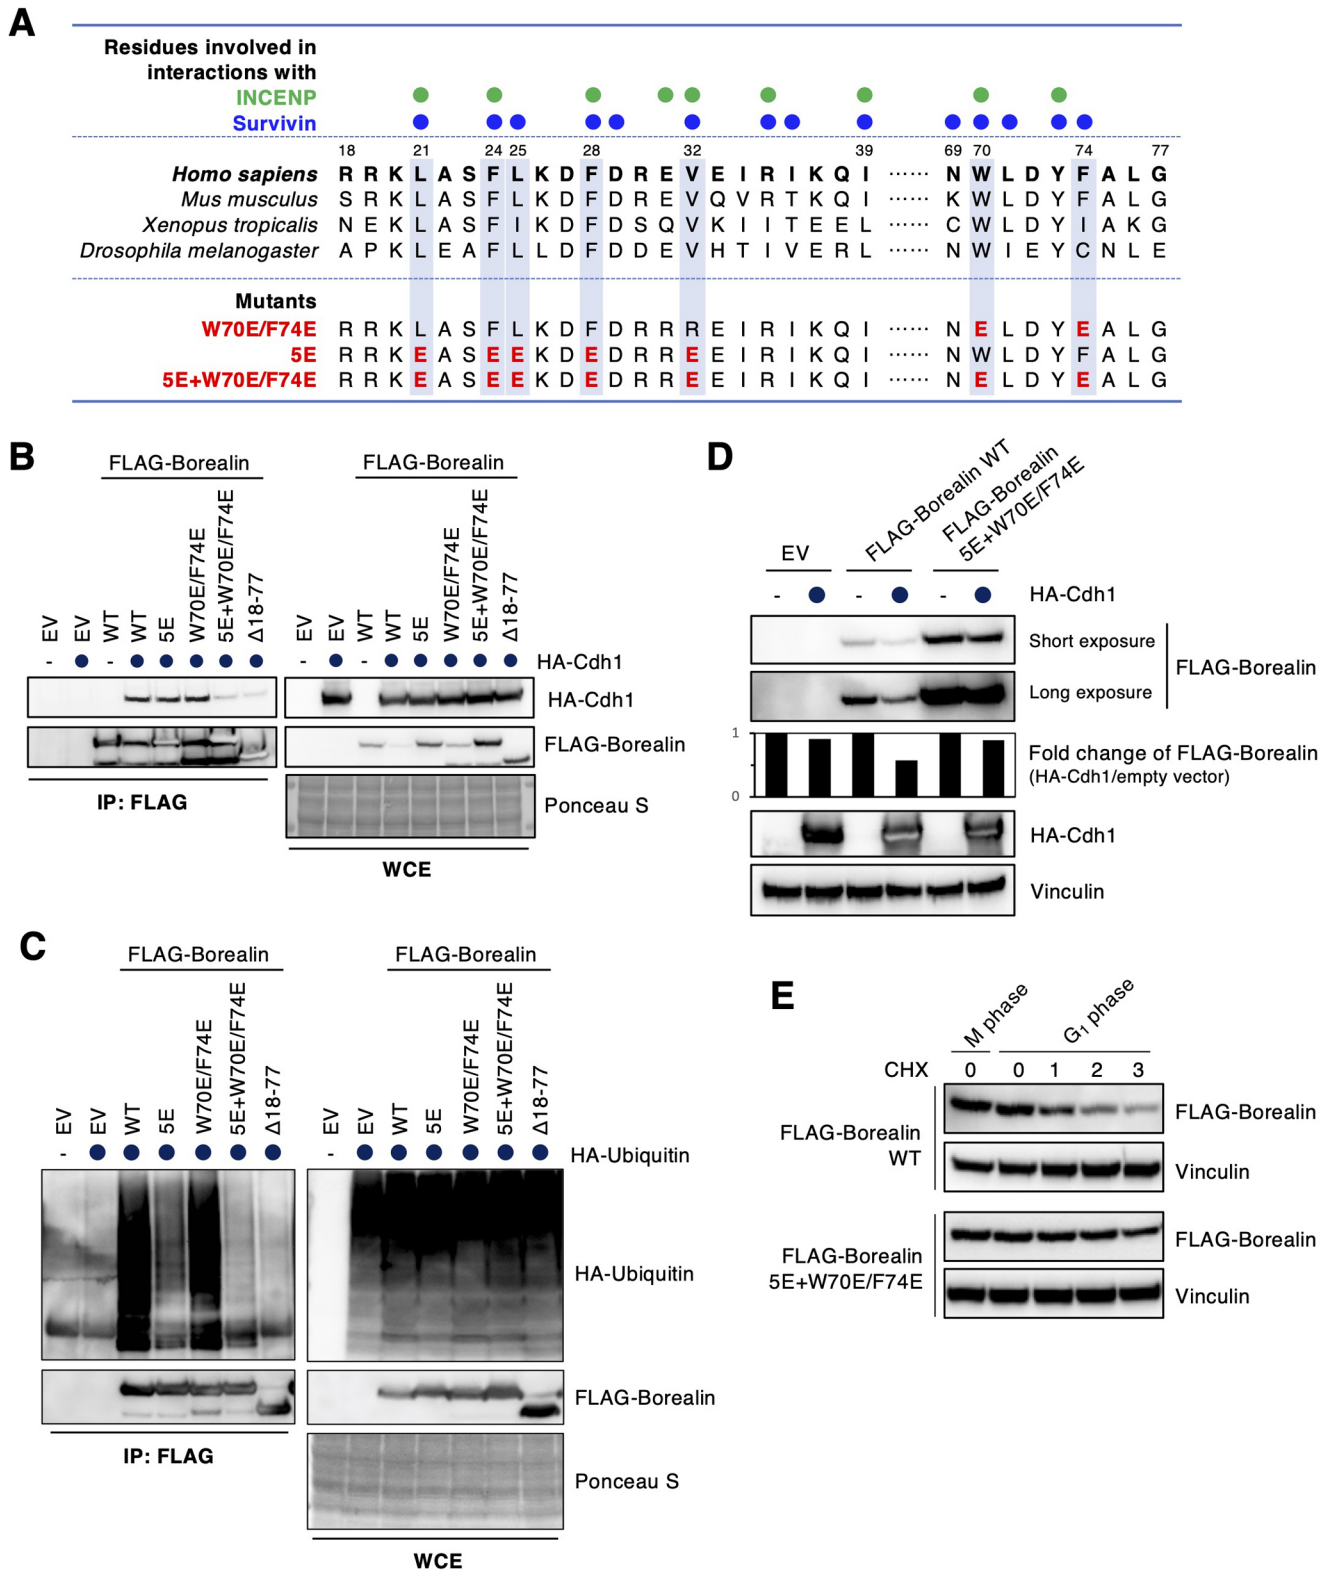 A
Residues involved in
interactions with
INCENP
Survivin
18 21 24 25 28 32 39 69 70 74 77
Homo sapiens R R K L A S F L K D F D R E V E I R I K Q I ...... N W L D Y F A L G
Mus musculus S R K L A S F L K D F D R E V Q V R T K Q I ...... K W L D Y F A L G
Xenopus tropicalis N E K L A S F I K D F D S Q V K I I T E E L ...... C W L D Y I A K G
Drosophila melanogaster A P K L E A F L L D F D D E V H T I V E R L ...... N W I E Y C N L E
Mutants
W70E/F74E R R K L A S F L K D F D R R R E I R I K Q I ...... N E L D Y E A L G
5E R R K E A S E E K D E D R R E E I R I K Q I ...... N W L D Y F A L G
5E+W70E/F74E R R K E A S E E K D E D R R E E I R I K Q I ...... N E L D Y E A L G
B
FLAG-Borealin FLAG-Borealin
EV EV WT WT 5E W70E/F74E 5E+W70E/F74E Δ18-77 EV EV WT WT 5E W70E/F74E 5E+W70E/F74E Δ18-77
- - - - HA-Cdh1
HA-Cdh1
FLAG-Borealin
IP: FLAG
Ponceau S
WCE
C
FLAG-Borealin FLAG-Borealin
EV EV WT 5E W70E/F74E 5E+W70E/F74E Δ18-77 EV EV WT 5E W70E/F74E 5E+W70E/F74E Δ18-77
- - HA-Ubiquitin
HA-Ubiquitin
FLAG-Borealin
IP: FLAG
Ponceau S
WCE
D
EV
FLAG-Borealin WT
FLAG-Borealin
5E+W70E/F74E
- - - HA-Cdh1
Short exposure
FLAG-Borealin
Long exposure
1
0
Fold change of FLAG-Borealin
(HA-Cdh1/empty vector)
HA-Cdh1
Vinculin
E
M phase G1 phase
CHX 0 0 1 2 3
FLAG-Borealin
WT
FLAG-Borealin
Vinculin
FLAG-Borealin
5E+W70E/F74E
FLAG-Borealin
Vinculin